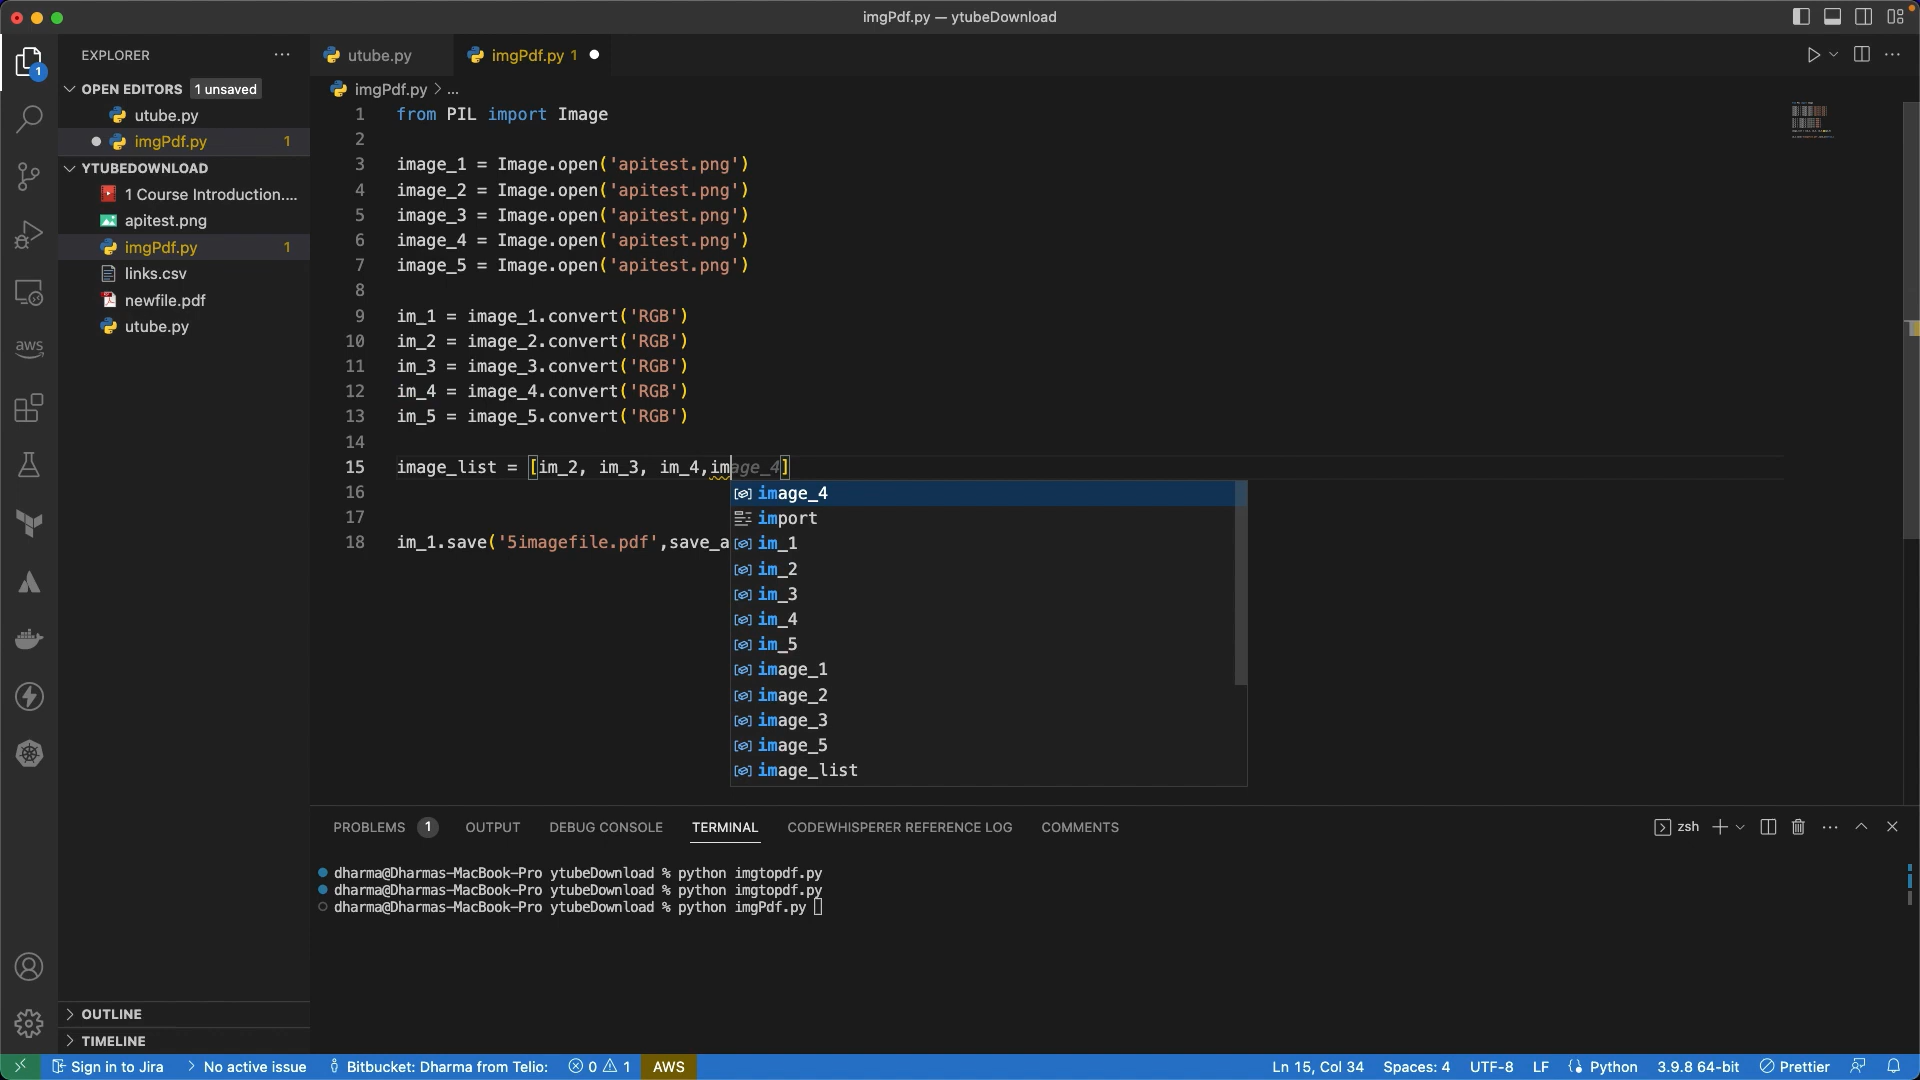 imgPdf.py — ytubeDownload
EXPLORER
OPEN EDITORS 1 unsaved
utube.py
imgPdf.py 1
YTUBEDOWNLOAD
1 Course Introduction....
apitest.png
imgPdf.py 1
links.csv
newfile.pdf
utube.py
OUTLINE
TIMELINE
1
aws
utube.py
imgPdf.py 1
imgPdf.py > ...
1 from PIL import Image
2
3 image_1 = Image.open('apitest.png')
4 image_2 = Image.open('apitest.png')
5 image_3 = Image.open('apitest.png')
6 image_4 = Image.open('apitest.png')
7 image_5 = Image.open('apitest.png')
8
9 im_1 = image_1.convert('RGB')
10 im_2 = image_2.convert('RGB')
11 im_3 = image_3.convert('RGB')
12 im_4 = image_4.convert('RGB')
13 im_5 = image_5.convert('RGB')
14
15 image_list = [im_2, im_3, im_4,image_4]
16
17
18 im_1.save('5imagefile.pdf',save_a
image_4
import
im_1
im_2
im_3
im_4
im_5
image_1
image_2
image_3
image_5
image_list
PROBLEMS 1 OUTPUT DEBUG CONSOLE TERMINAL CODEWHISPERER REFERENCE LOG COMMENTS
zsh
dharma@Dharmas-MacBook-Pro ytubeDownload % python imgtopdf.py
dharma@Dharmas-MacBook-Pro ytubeDownload % python imgtopdf.py
dharma@Dharmas-MacBook-Pro ytubeDownload % python imgPdf.py
Sign in to Jira No active issue Bitbucket: Dharma from Telio: 0 1 AWS Ln 15, Col 34 Spaces: 4 UTF-8 LF Python 3.9.8 64-bit Prettier